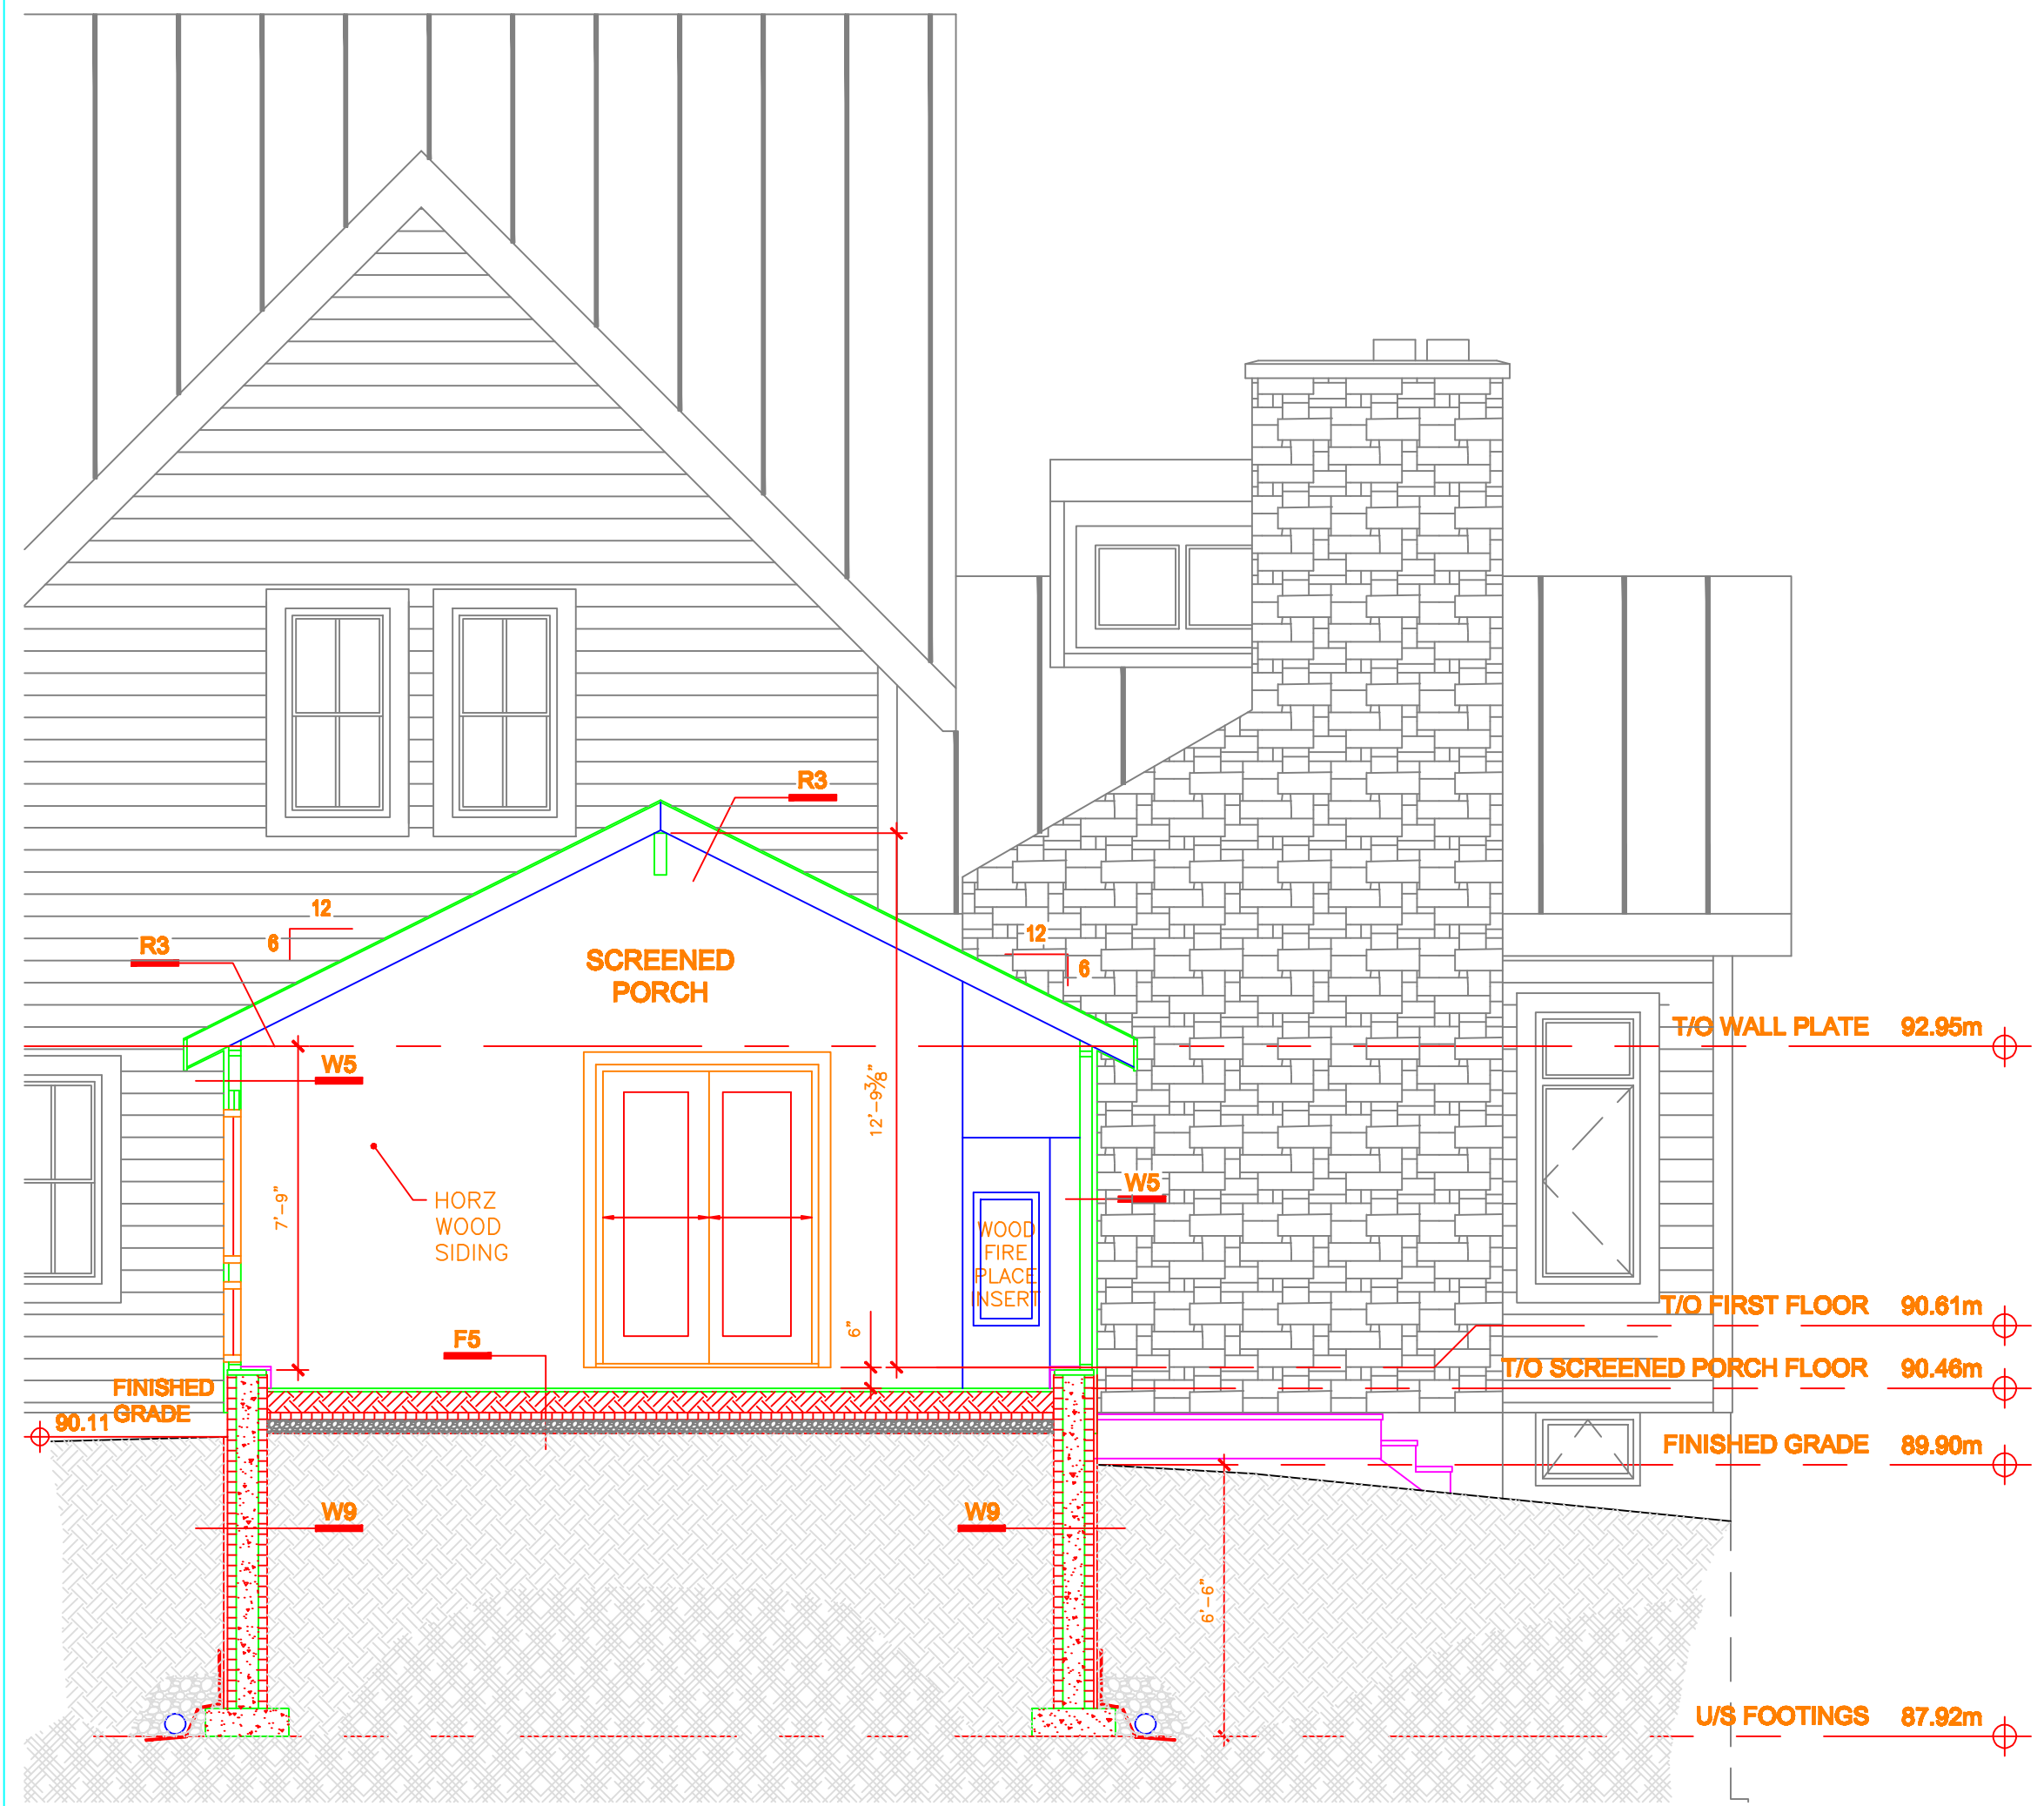 R3
12
6
R3
SCREENED
PORCH
12
6
T/O WALL PLATE 92.95m
W5
12'-9⅜"
7'-9"
HORZ
WOOD
SIDING
W5
WOOD
FIRE
PLACE
INSERT
T/O FIRST FLOOR 90.61m
6"
F5
T/O SCREENED PORCH FLOOR 90.46m
FINISHED
GRADE
90.11
FINISHED GRADE 89.90m
W9
W9
6'-6"
U/S FOOTINGS 87.92m